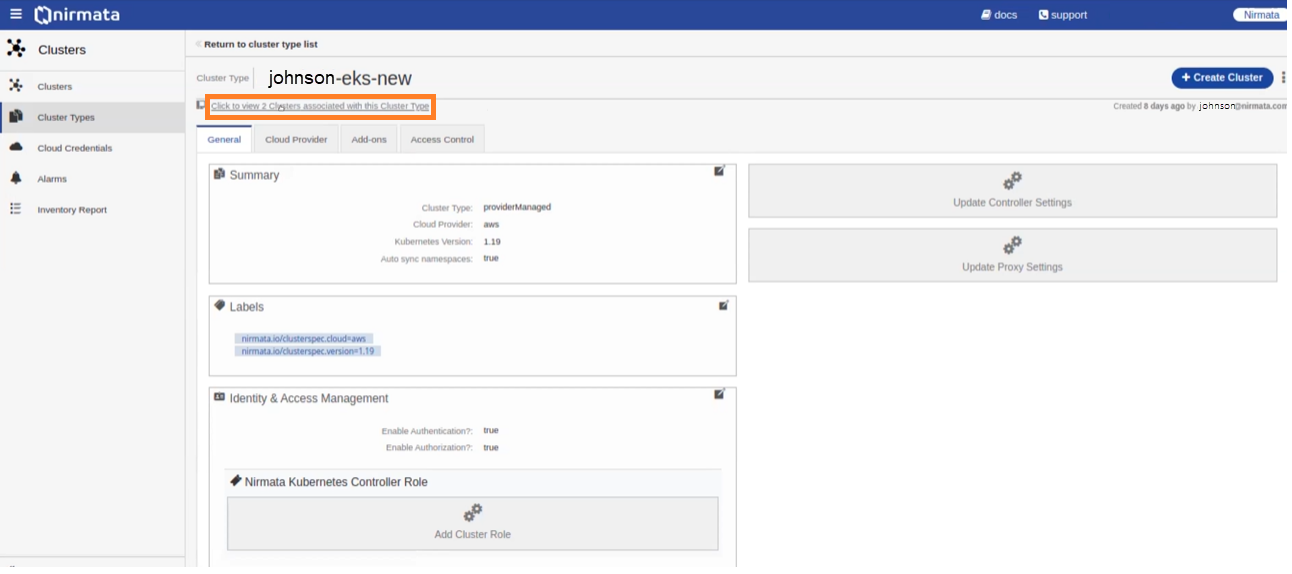 nirmata
docs
support
Nirmata
Clusters
Return to cluster type list
Clusters
Cluster Types
Cloud Credentials
Alarms
Inventory Report
Cluster Type
johnson-eks-new
+ Create Cluster
Click to view 2 Clusters associated with this Cluster Type
Created 8 days ago by johnson@nirmata.com
General
Cloud Provider
Add-ons
Access Control
Summary
Cluster Type: providerManaged
Cloud Provider: aws
Kubernetes Version: 1.19
Auto sync namespaces: true
Update Controller Settings
Update Proxy Settings
Labels
nirmata.io/clusterspec.cloud=aws
nirmata.io/clusterspec.version=1.19
Identity & Access Management
Enable Authentication?: true
Enable Authorization?: true
Nirmata Kubernetes Controller Role
Add Cluster Role